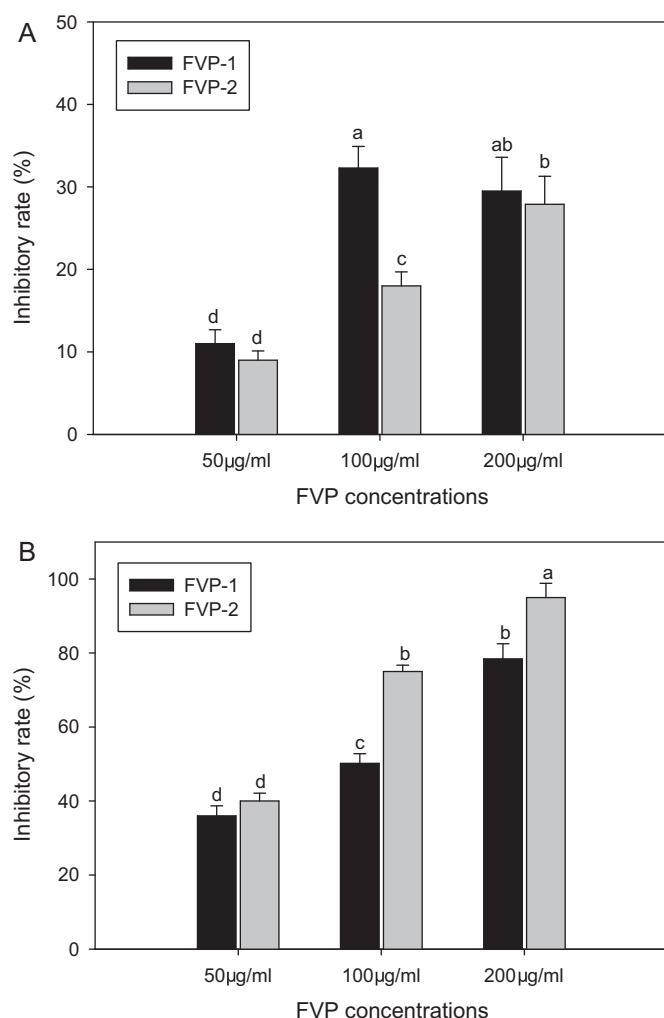 A
50
40
30
20
10
0
Inhibitory rate (%)
FVP-1
FVP-2
d
d
a
c
ab
b
50µg/ml
100µg/ml
200µg/ml
FVP concentrations
B
100
80
60
40
20
0
Inhibitory rate (%)
FVP-1
FVP-2
d
d
c
b
b
a
50µg/ml
100µg/ml
200µg/ml
FVP concentrations